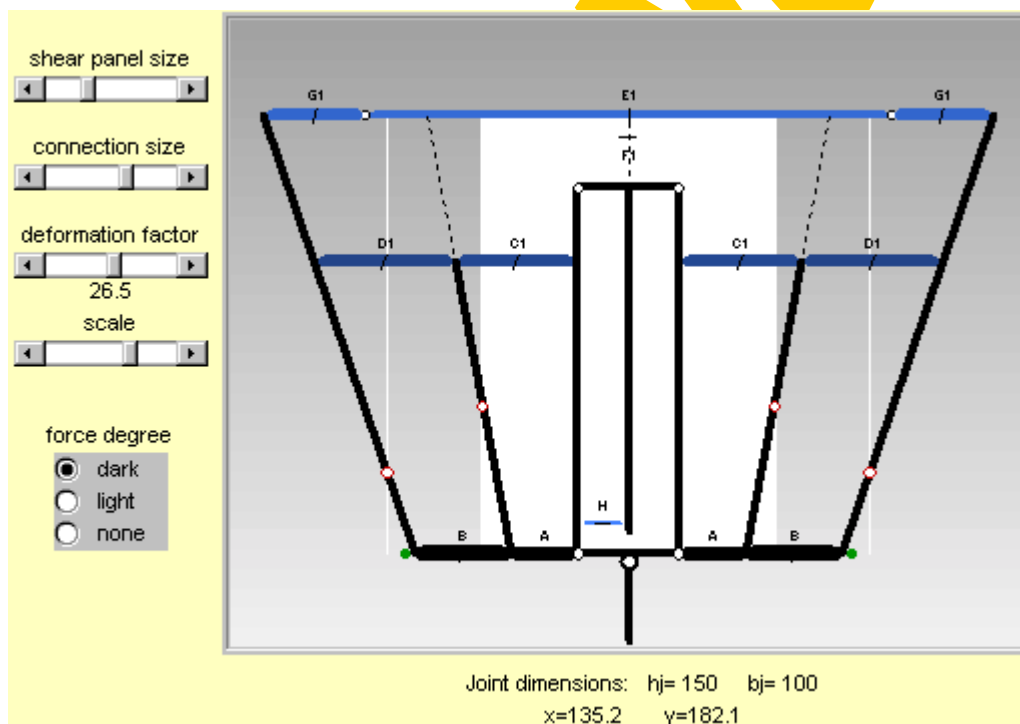 shear panel size
connection size
deformation factor
26.5
scale
force degree
dark
light
none
G1 E1 G1
F1
D1 C1 C1 D1
H
B A A B
Joint dimensions: hj= 150 bj= 100
x=135.2 y=182.1